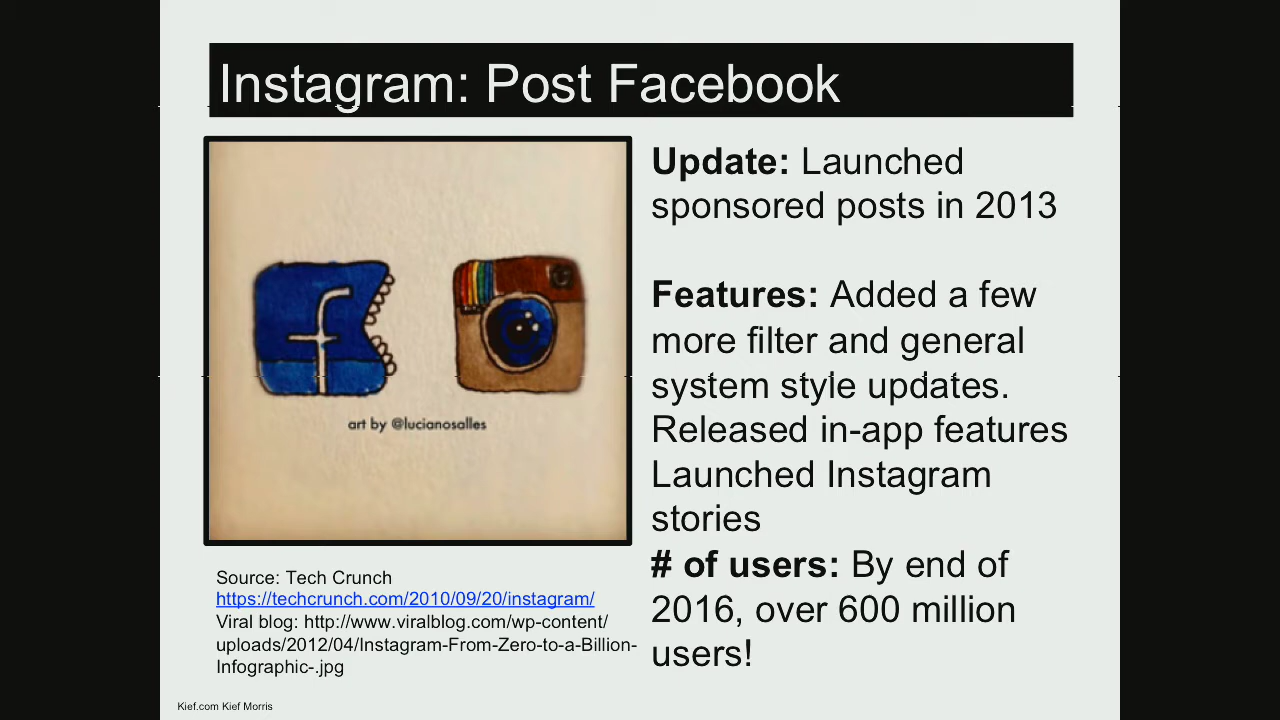 Instagram: Post Facebook
f
art by @lucianosalles
Update: Launched
sponsored posts in 2013
Features: Added a few
more filter and general
system style updates.
Released in-app features
Launched Instagram
stories
# of users: By end of
2016, over 600 million
users!
Source: Tech Crunch
https://techcrunch.com/2010/09/20/instagram/
Viral blog: http://www.viralblog.com/wp-content/
uploads/2012/04/Instagram-From-Zero-to-a-Billion-
Infographic-.jpg
Kief.com Kief Morris